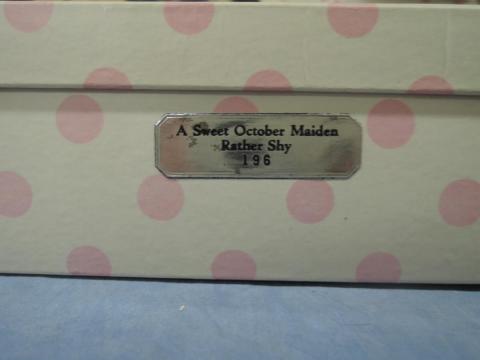 A Sweet October Maiden
Rather Shy
196